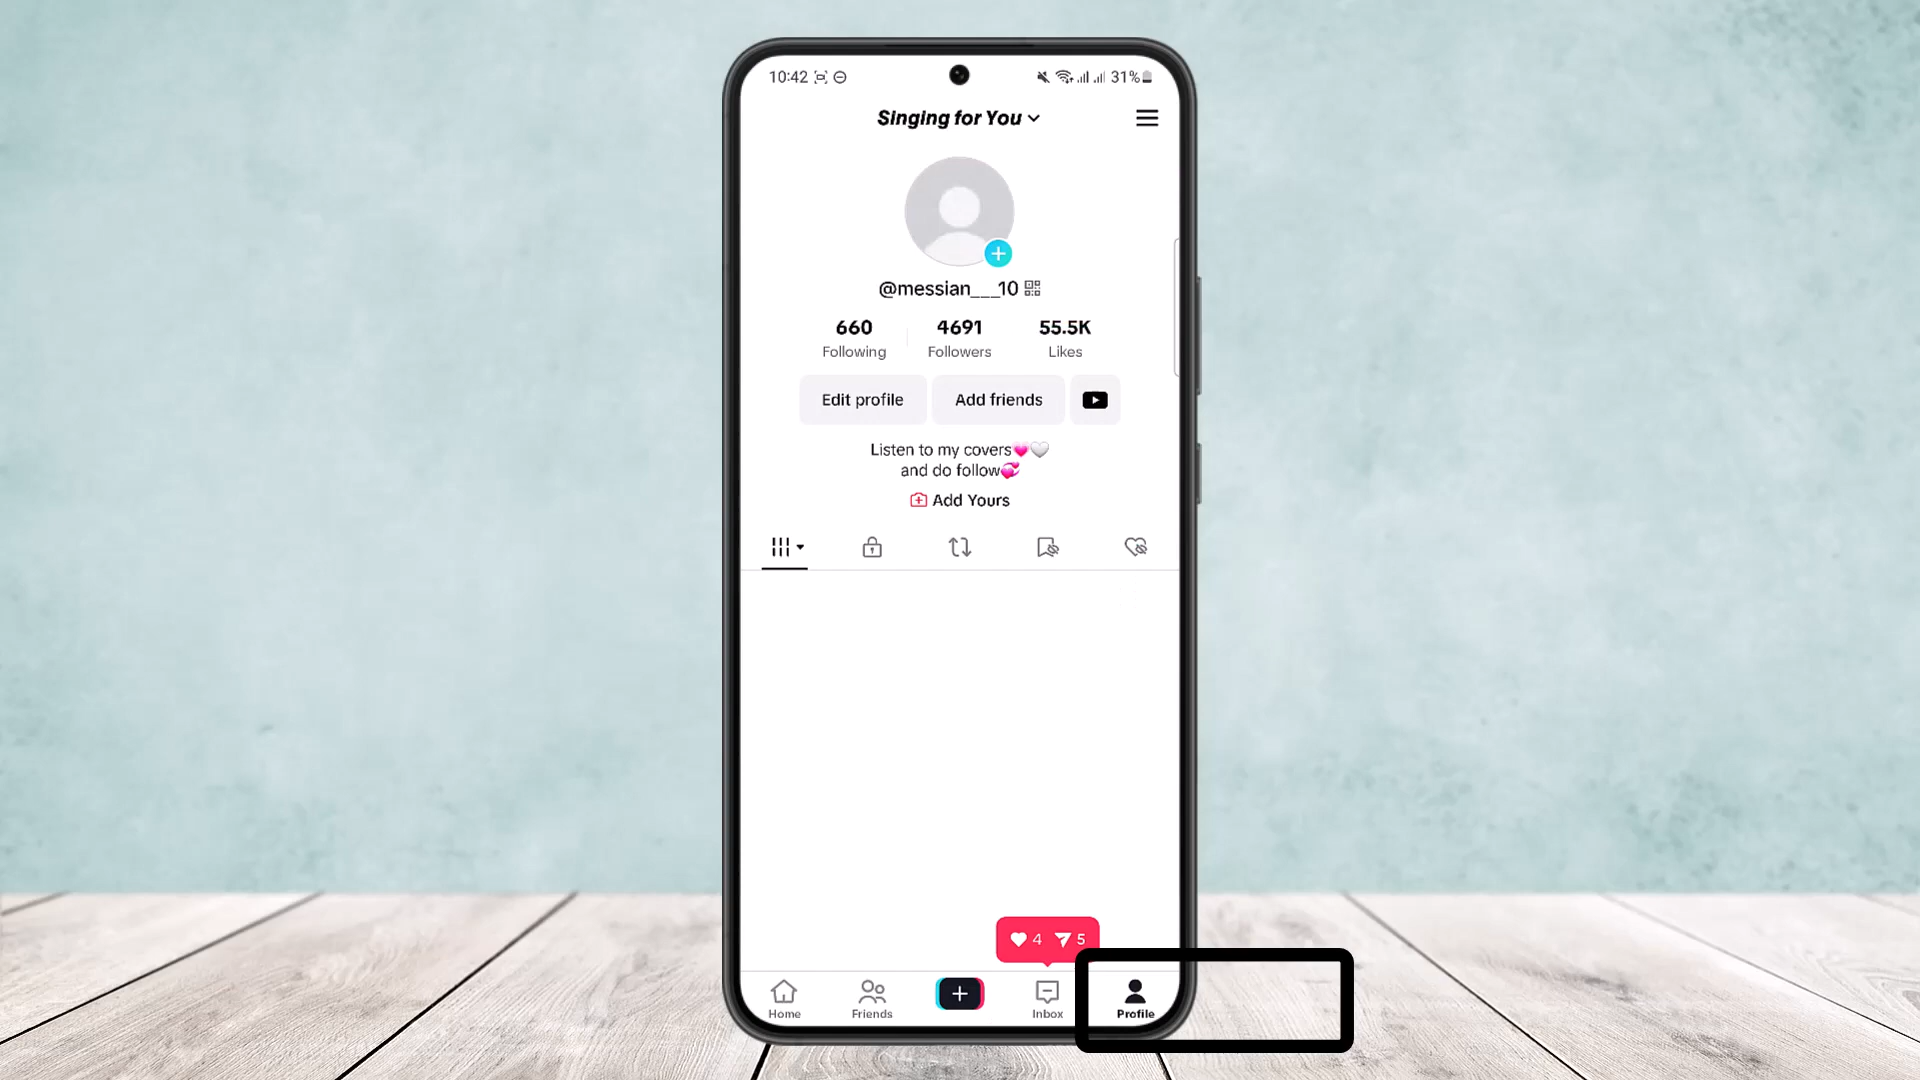 10:42 31%
Singing for You
@messian___10
660 4691 55.5K
Following Followers Likes
Edit profile Add friends
Listen to my covers💗🤍
and do follow💞
Add Yours
4 5
Home Friends Inbox Profile